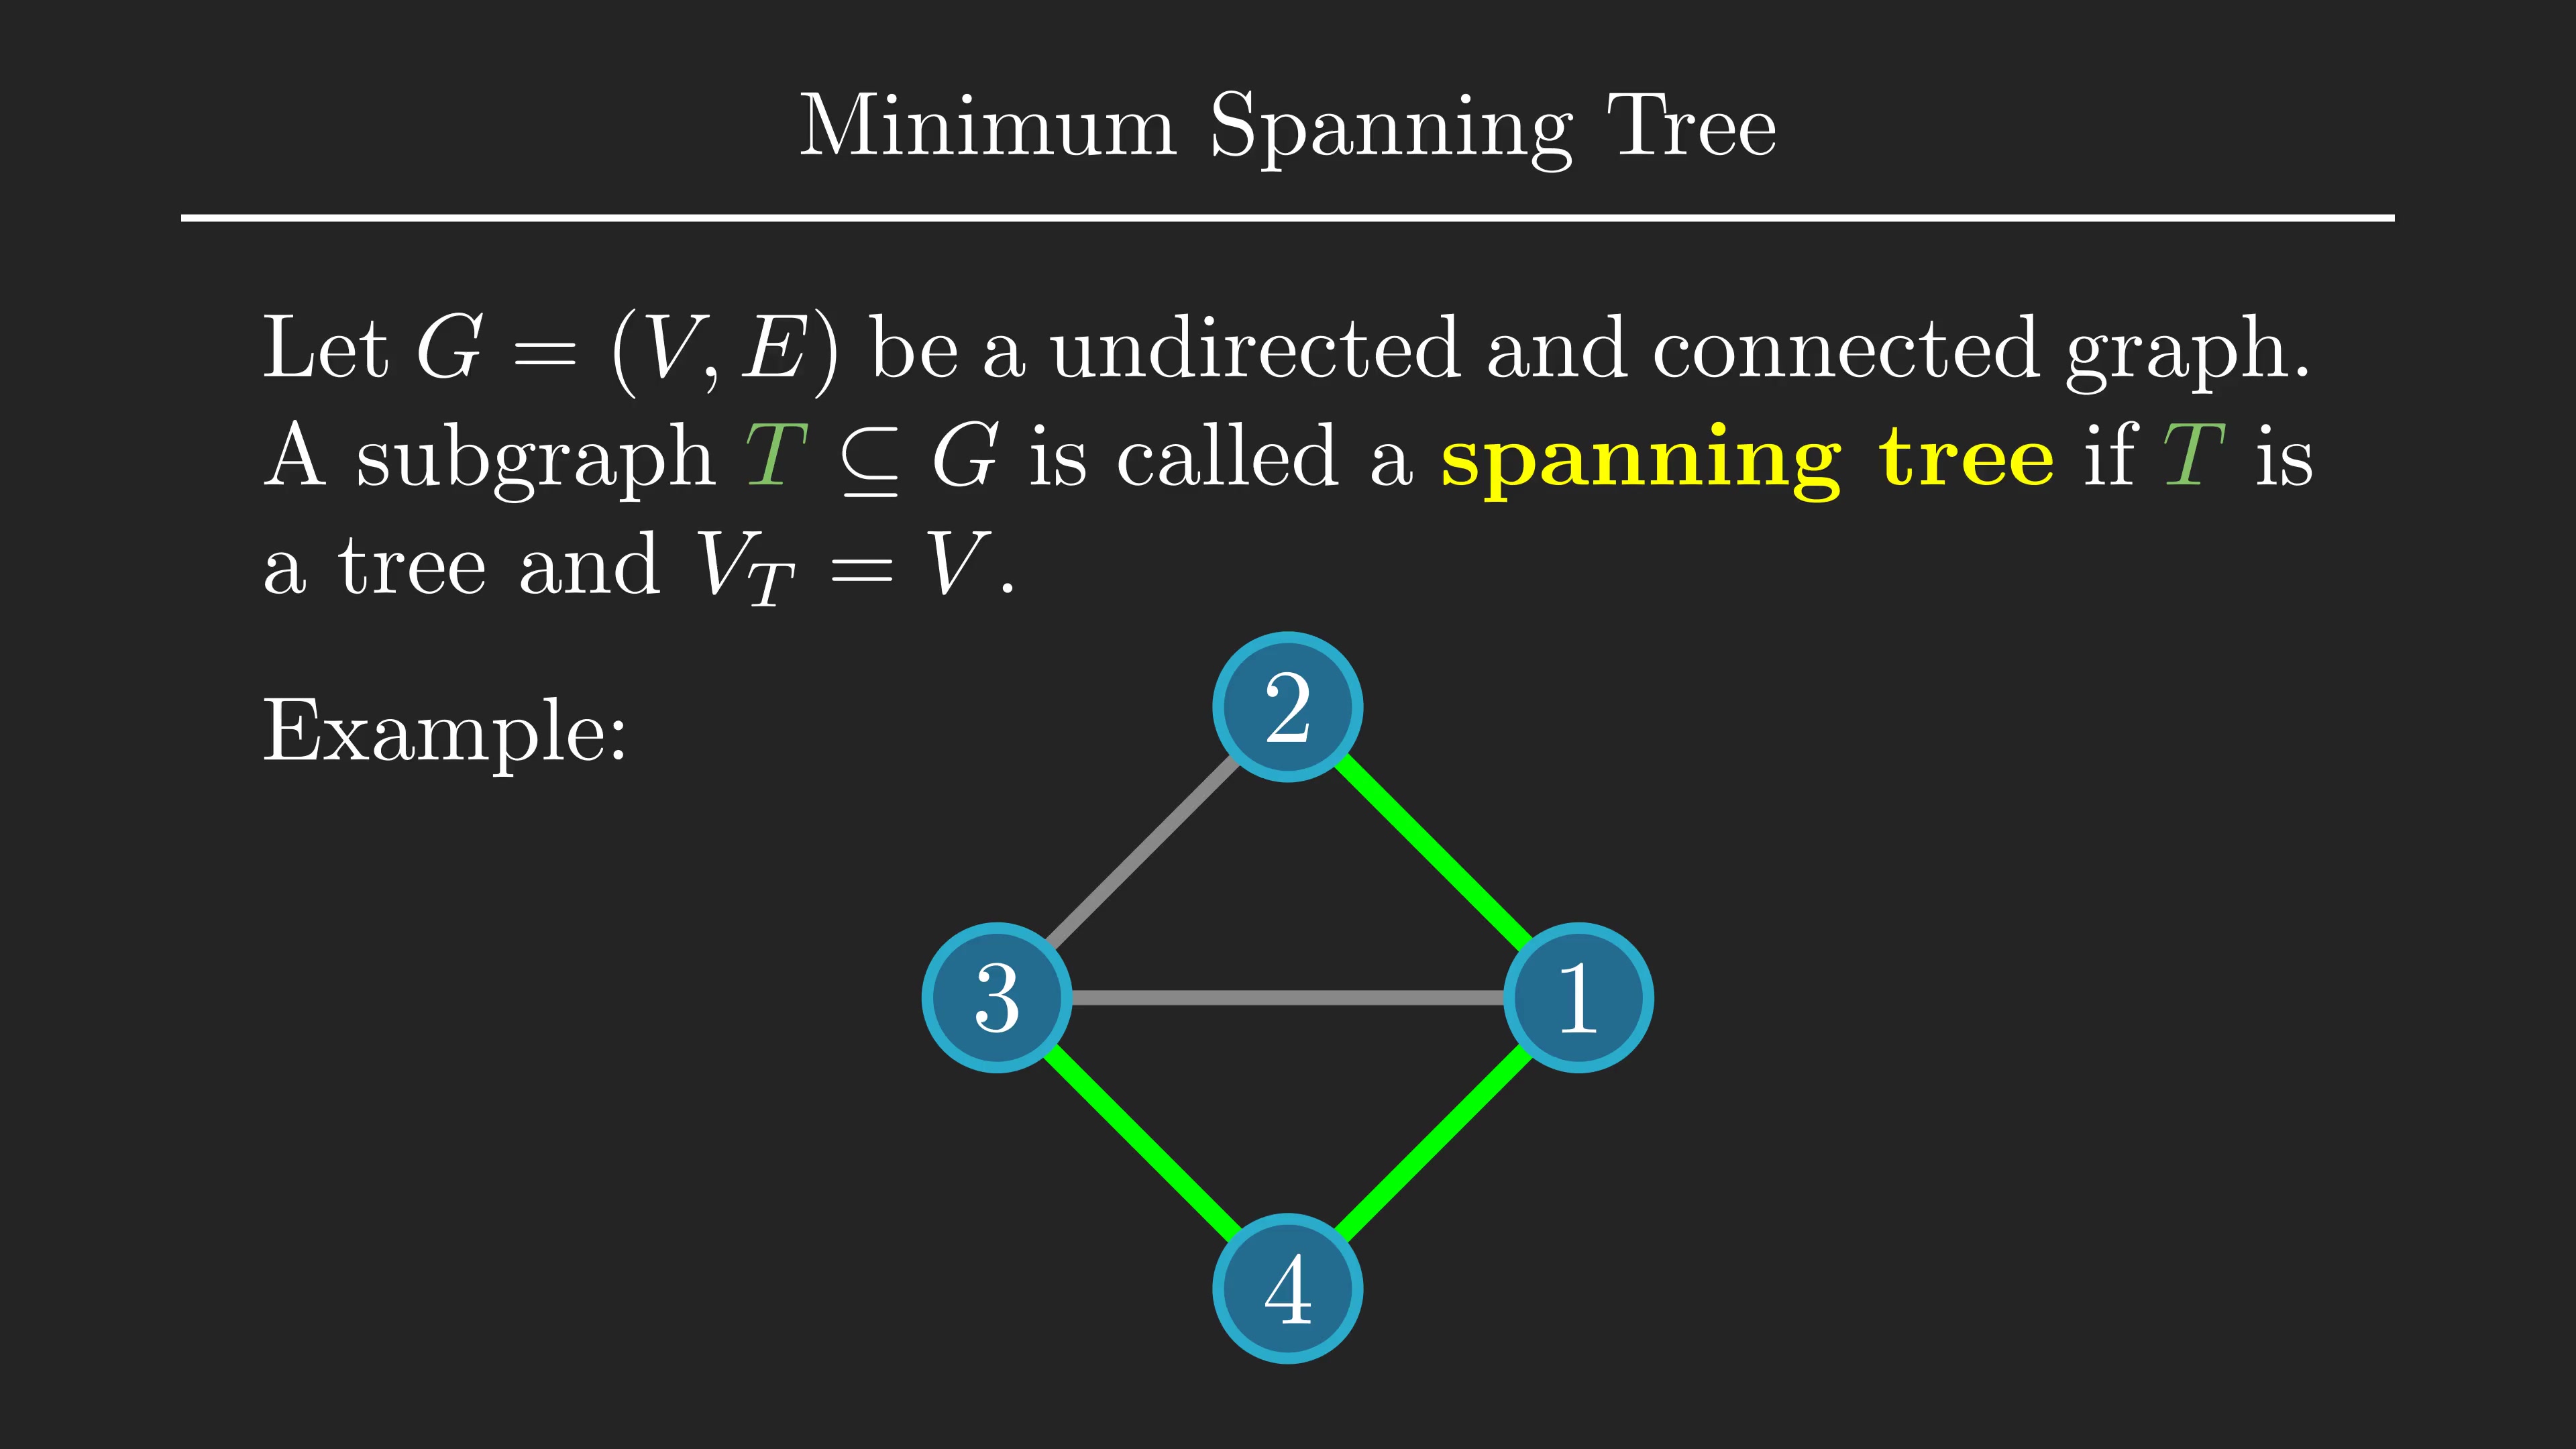 Minimum Spanning Tree
Let G = (V, E) be a undirected and connected graph.
A subgraph T ⊆ G is called a spanning tree if T is
a tree and V_T = V.
Example:
2
3
1
4